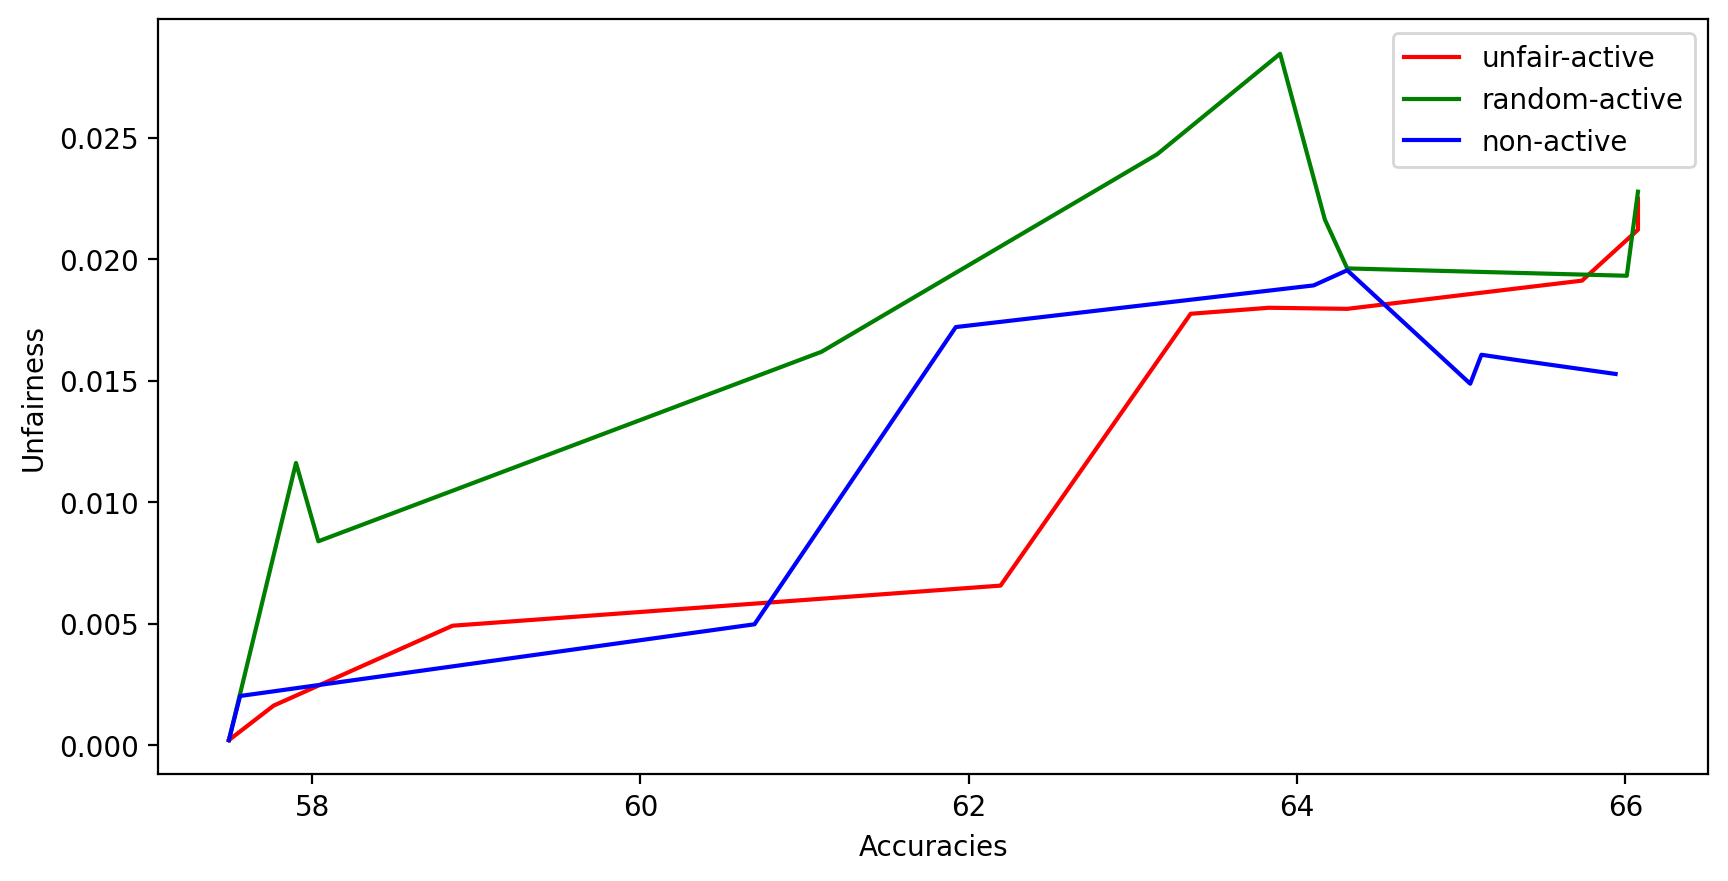 unfair-active
random-active
non-active
0.025
0.020
0.015
0.010
0.005
0.000
Unfairness
58 60 62 64 66
Accuracies